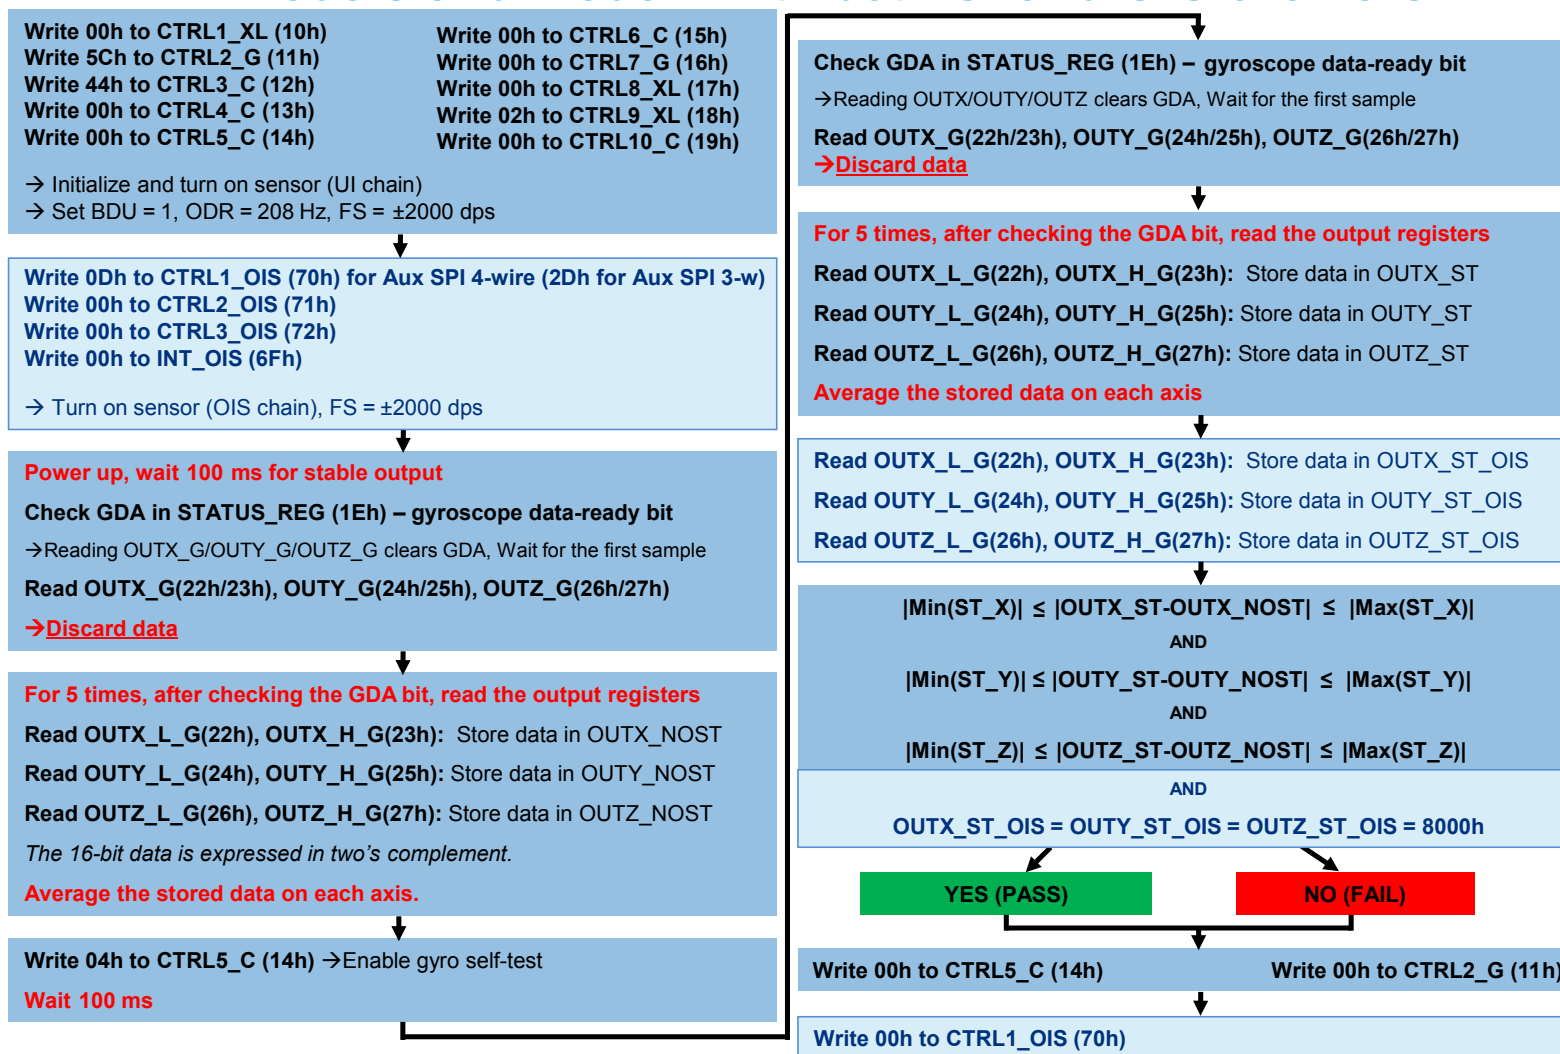 Write 00h to CTRL1_XL (10h)
Write 5Ch to CTRL2_G (11h)
Write 44h to CTRL3_C (12h)
Write 00h to CTRL4_C (13h)
Write 00h to CTRL5_C (14h)
Write 00h to CTRL6_C (15h)
Write 00h to CTRL7_G (16h)
Write 00h to CTRL8_XL (17h)
Write 02h to CTRL9_XL (18h)
Write 00h to CTRL10_C (19h)
→ Initialize and turn on sensor (UI chain)
→ Set BDU = 1, ODR = 208 Hz, FS = ±2000 dps
Write 0Dh to CTRL1_OIS (70h) for Aux SPI 4-wire (2Dh for Aux SPI 3-w)
Write 00h to CTRL2_OIS (71h)
Write 00h to CTRL3_OIS (72h)
Write 00h to INT_OIS (6Fh)
→ Turn on sensor (OIS chain), FS = ±2000 dps
Power up, wait 100 ms for stable output
Check GDA in STATUS_REG (1Eh) – gyroscope data-ready bit
→Reading OUTX_G/OUTY_G/OUTZ_G clears GDA, Wait for the first sample
Read OUTX_G(22h/23h), OUTY_G(24h/25h), OUTZ_G(26h/27h)
→Discard data
For 5 times, after checking the GDA bit, read the output registers
Read OUTX_L_G(22h), OUTX_H_G(23h): Store data in OUTX_NOST
Read OUTY_L_G(24h), OUTY_H_G(25h): Store data in OUTY_NOST
Read OUTZ_L_G(26h), OUTZ_H_G(27h): Store data in OUTZ_NOST
The 16-bit data is expressed in two's complement.
Average the stored data on each axis.
Write 04h to CTRL5_C (14h) →Enable gyro self-test
Wait 100 ms
Check GDA in STATUS_REG (1Eh) – gyroscope data-ready bit
→Reading OUTX/OUTY/OUTZ clears GDA, Wait for the first sample
Read OUTX_G(22h/23h), OUTY_G(24h/25h), OUTZ_G(26h/27h)
→Discard data
For 5 times, after checking the GDA bit, read the output registers
Read OUTX_L_G(22h), OUTX_H_G(23h): Store data in OUTX_ST
Read OUTY_L_G(24h), OUTY_H_G(25h): Store data in OUTY_ST
Read OUTZ_L_G(26h), OUTZ_H_G(27h): Store data in OUTZ_ST
Average the stored data on each axis
Read OUTX_L_G(22h), OUTX_H_G(23h): Store data in OUTX_ST_OIS
Read OUTY_L_G(24h), OUTY_H_G(25h): Store data in OUTY_ST_OIS
Read OUTZ_L_G(26h), OUTZ_H_G(27h): Store data in OUTZ_ST_OIS
|Min(ST_X)| ≤ |OUTX_ST-OUTX_NOST| ≤ |Max(ST_X)|
AND
|Min(ST_Y)| ≤ |OUTY_ST-OUTY_NOST| ≤ |Max(ST_Y)|
AND
|Min(ST_Z)| ≤ |OUTZ_ST-OUTZ_NOST| ≤ |Max(ST_Z)|
AND
OUTX_ST_OIS = OUTY_ST_OIS = OUTZ_ST_OIS = 8000h
YES (PASS)
NO (FAIL)
Write 00h to CTRL5_C (14h)
Write 00h to CTRL2_G (11h)
Write 00h to CTRL1_OIS (70h)